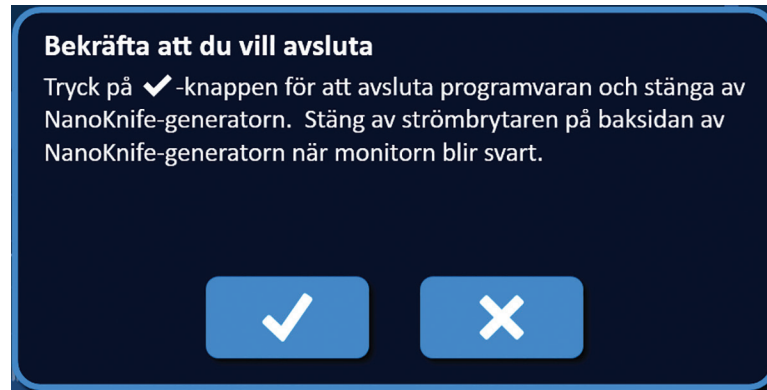 Bekräfta att du vill avsluta
Tryck på ✔-knappen för att avsluta programvaran och stänga av
NanoKnife-generatorn.  Stäng av strömbrytaren på baksidan av
NanoKnife-generatorn när monitorn blir svart.